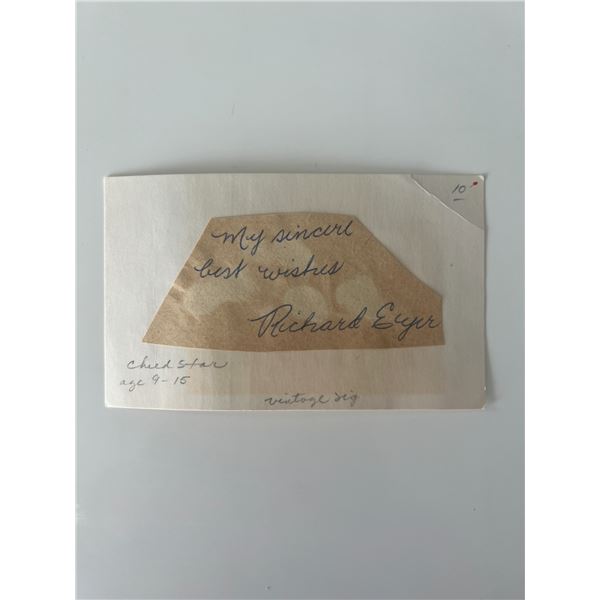 10
My sincere
best wishes
Richard Eyer
Child Star
age 9-15
vintage sig